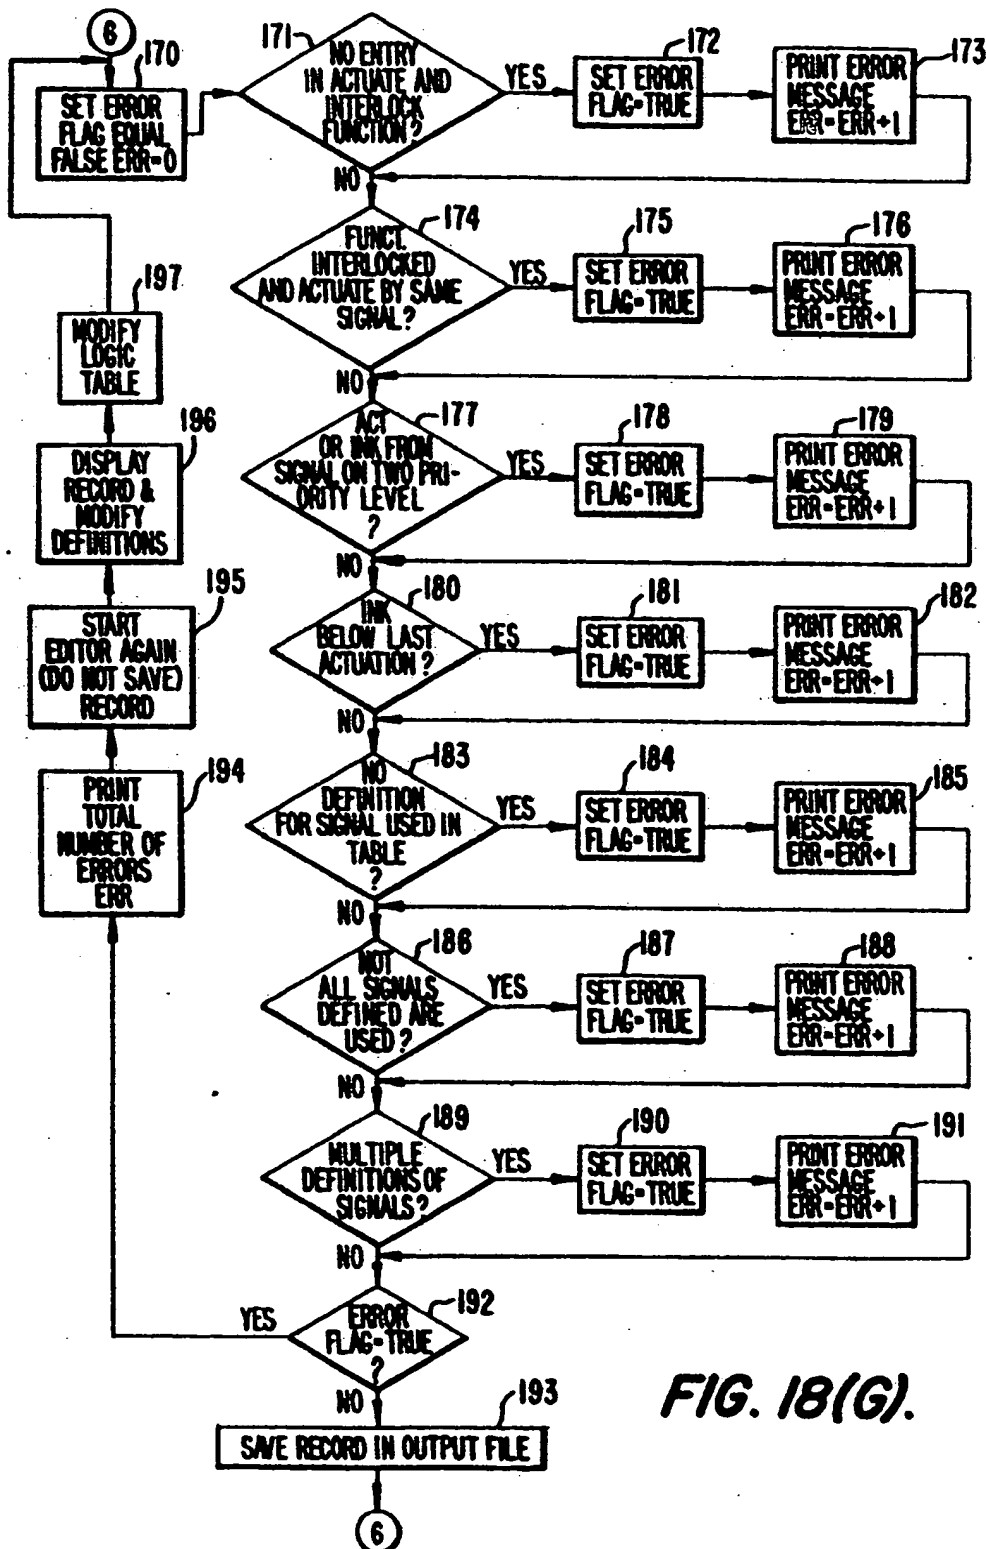 6
170
SET ERROR
FLAG EQUAL
FALSE ERR=0
171
NO ENTRY
IN ACTUATE AND
INTERLOCK
FUNCTION?
YES
172
SET ERROR
FLAG=TRUE
173
PRINT ERROR
MESSAGE
ERR=ERR+1
NO
174
FUNCT.
INTERLOCKED
AND ACTUATE BY SAME
SIGNAL?
YES
175
SET ERROR
FLAG=TRUE
176
PRINT ERROR
MESSAGE
ERR=ERR+1
NO
177
ACT
OR INK FROM
SIGNAL ON TWO PRI-
ORITY LEVEL
?
YES
178
SET ERROR
FLAG=TRUE
179
PRINT ERROR
MESSAGE
ERR=ERR+1
NO
180
INK
BELOW LAST
ACTUATION?
YES
181
SET ERROR
FLAG=TRUE
182
PRINT ERROR
MESSAGE
ERR=ERR+1
NO
183
NO
DEFINITION
FOR SIGNAL USED IN
TABLE
?
YES
184
SET ERROR
FLAG=TRUE
185
PRINT ERROR
MESSAGE
ERR=ERR+1
NO
186
NOT
ALL SIGNALS
DEFINED ARE
USED?
YES
187
SET ERROR
FLAG=TRUE
188
PRINT ERROR
MESSAGE
ERR=ERR+1
NO
189
MULTIPLE
DEFINITIONS OF
SIGNALS?
YES
190
SET ERROR
FLAG=TRUE
191
PRINT ERROR
MESSAGE
ERR=ERR+1
NO
192
ERROR
FLAG=TRUE
?
YES
NO
193
SAVE RECORD IN OUTPUT FILE
6
194
PRINT
TOTAL
NUMBER OF
ERRORS
ERR
195
START
EDITOR AGAIN
(DO NOT SAVE)
RECORD
196
DISPLAY
RECORD &
MODIFY
DEFINITIONS
197
MODIFY
LOGIC
TABLE
FIG. 18(G).